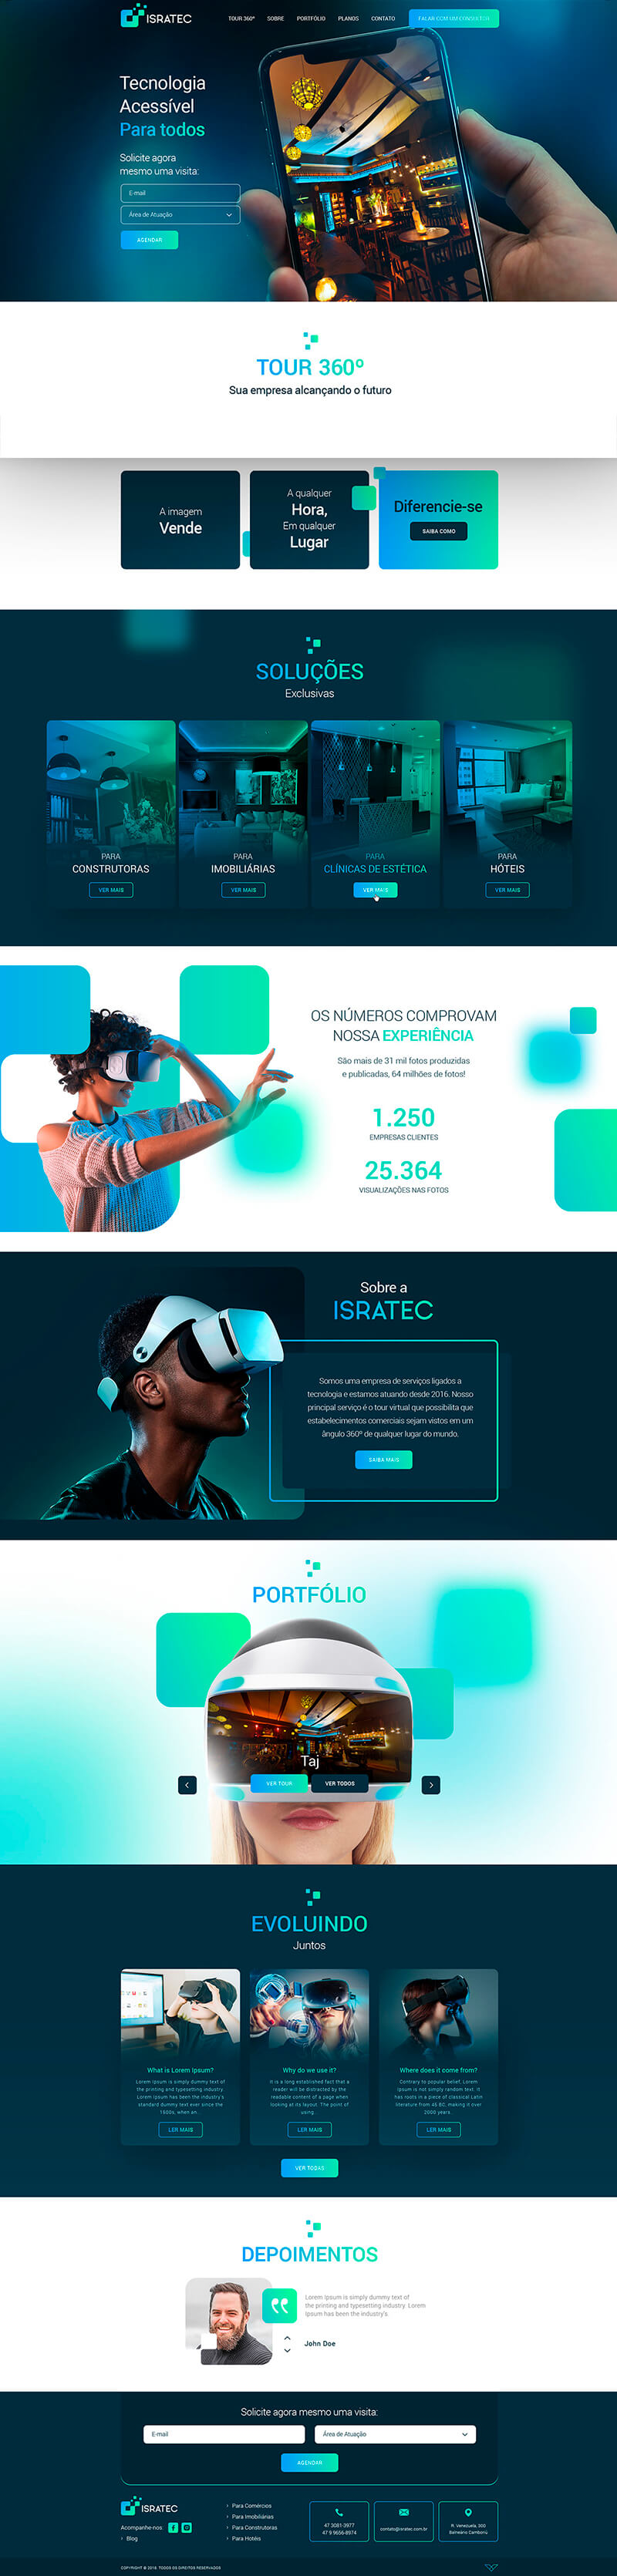 ISRATEC
TOUR 360º
SOBRE
PORTFÓLIO
PLANOS
CONTATO
FALAR COM UM CONSULTOR
Tecnologia
Acessível
Para todos
Solicite agora
mesmo uma visita:
E-mail
Área de Atuação
AGENDAR
TOUR 360º
Sua empresa alcançando o futuro
A imagem
Vende
A qualquer
Hora,
Em qualquer
Lugar
Diferencie-se
SAIBA COMO
SOLUÇÕES
Exclusivas
PARA
CONSTRUTORAS
VER MAIS
PARA
IMOBILIÁRIAS
VER MAIS
PARA
CLÍNICAS DE ESTÉTICA
VER MAIS
PARA
HÓTEIS
VER MAIS
OS NÚMEROS COMPROVAM
NOSSA EXPERIÊNCIA
São mais de 31 mil fotos produzidas
e publicadas, 64 milhões de fotos!
1.250
EMPRESAS CLIENTES
25.364
VISUALIZAÇÕES NAS FOTOS
Sobre a
ISRATEC
Somos uma empresa de serviços ligados a
tecnologia e estamos atuando desde 2016. Nosso
principal serviço é o tour virtual que possibilita que
estabelecimentos comerciais sejam vistos em um
ângulo 360º de qualquer lugar do mundo.
SAIBA MAIS
PORTFÓLIO
Taj
VER TOUR
VER TODOS
EVOLUINDO
Juntos
What is Lorem Ipsum?
Lorem Ipsum is simply dummy text of
the printing and typesetting industry.
Lorem Ipsum has been the industry's
standard dummy text ever since the
1500s, when an...
LER MAIS
Why do we use it?
It is a long established fact that a
reader will be distracted by the
readable content of a page when
looking at its layout. The point of
using...
LER MAIS
Where does it come from?
Contrary to popular belief, Lorem
Ipsum is not simply random text. It
has roots in a piece of classical Latin
literature from 45 BC, making it over
2000 years...
LER MAIS
VER TODAS
DEPOIMENTOS
Lorem Ipsum is simply dummy text of
the printing and typesetting industry. Lorem
Ipsum has been the industry's
John Doe
Solicite agora mesmo uma visita:
E-mail
Área de Atuação
AGENDAR
ISRATEC
Acompanhe-nos:
Blog
Para Comércios
Para Imobiliárias
Para Construtoras
Para Hotéis
47 3081-3977
47 9 9656-8974
contato@isratec.com.br
R. Venezuela, 500
Balneário Camboriú
COPYRIGHT © 2019. TODOS OS DIREITOS RESERVADOS